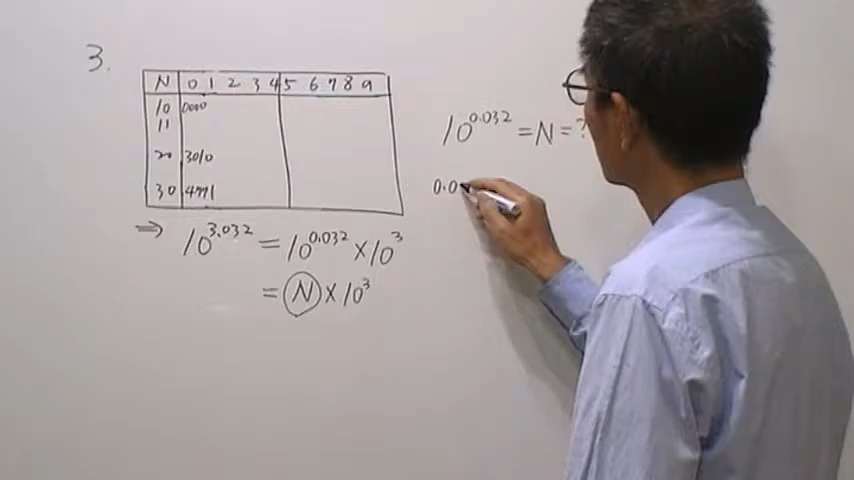 3.
N 0 1 2 3 4 5 6 7 8 9
10 0000
11
20 3010
30 4771
⇒ 10^3.032 = 10^0.032 × 10^3
= N × 10^3
10^0.032 = N = ?
0.0